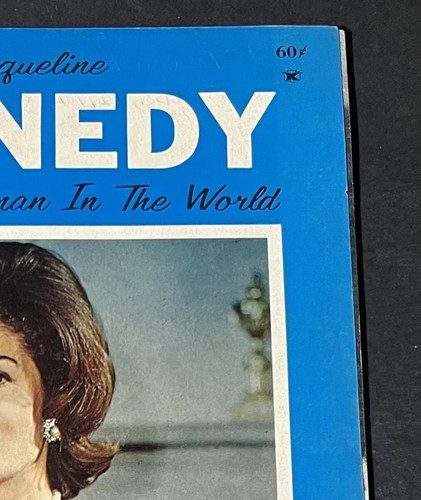 queline
60¢
K
NEDY
man In The World